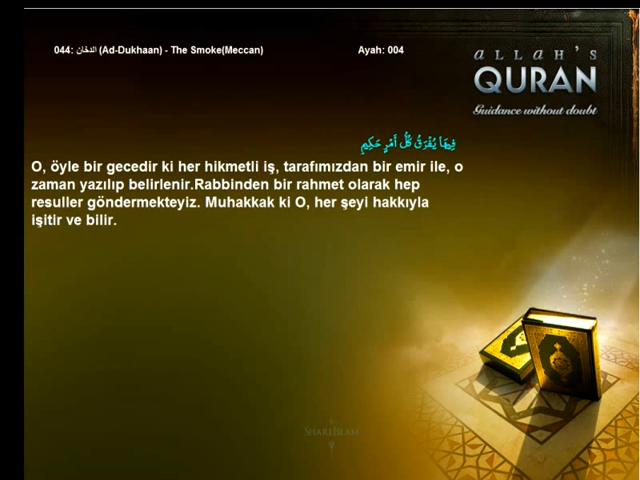 044: الدخان (Ad-Dukhaan) - The Smoke(Meccan) Ayah: 004
ALLAH'S
QURAN
Guidance without doubt
فِيهَا يُفْرَقُ كُلُّ أَمْرٍ حَكِيمٍ
O, öyle bir gecedir ki her hikmetli iş, tarafımızdan bir emir ile, o
zaman yazılıp belirlenir.Rabbinden bir rahmet olarak hep
resuller göndermekteyiz. Muhakkak ki O, her şeyi hakkıyla
işitir ve bilir.
SHAREISLAM